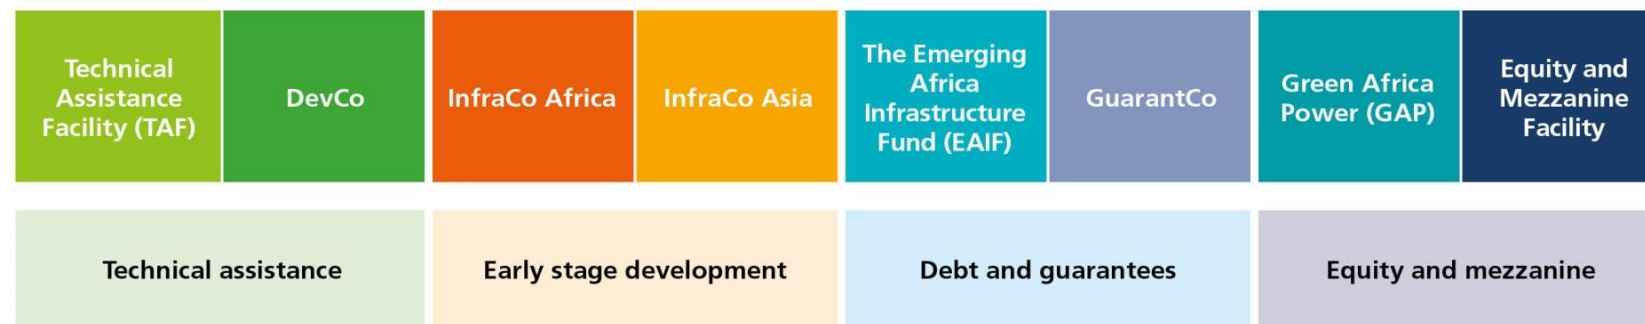 Technical
Assistance
Facility (TAF)
DevCo
InfraCo Africa
InfraCo Asia
The Emerging
Africa
Infrastructure
Fund (EAIF)
GuarantCo
Green Africa
Power (GAP)
Equity and
Mezzanine
Facility
Technical assistance
Early stage development
Debt and guarantees
Equity and mezzanine